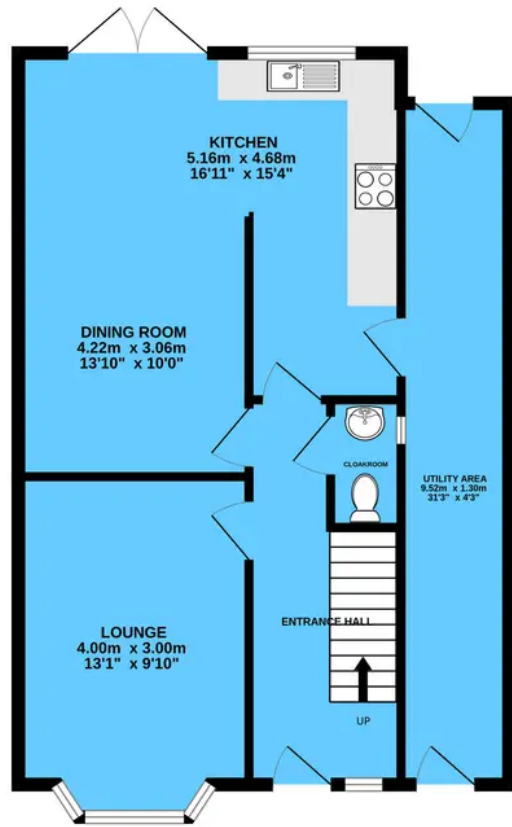 KITCHEN
5.16m x 4.68m
16'11" x 15'4"
DINING ROOM
4.22m x 3.06m
13'10" x 10'0"
CLOAKROOM
UTILITY AREA
9.52m x 1.30m
31'3" x 4'3"
LOUNGE
4.00m x 3.00m
13'1" x 9'10"
ENTRANCE HALL
UP